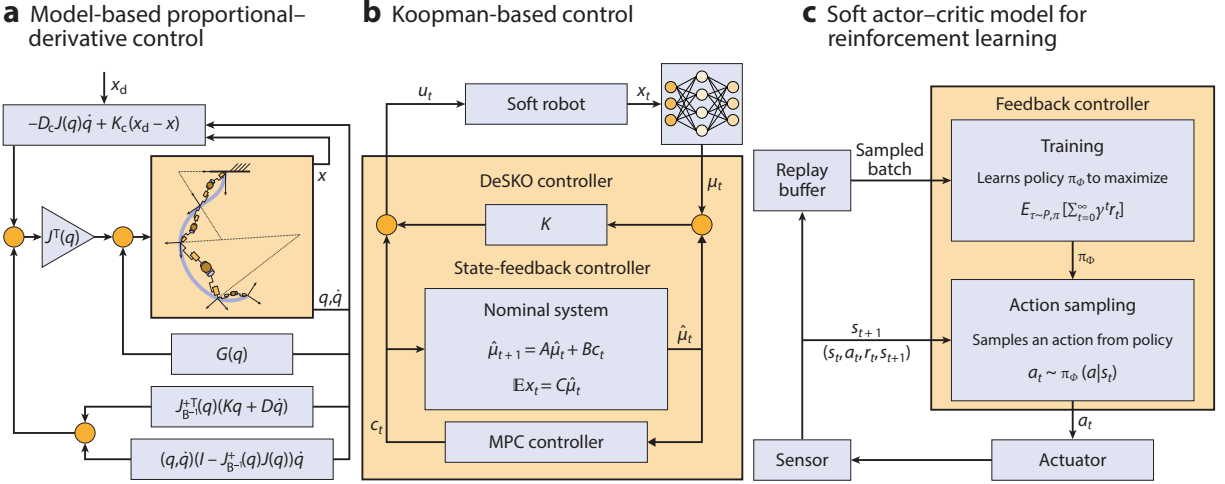 a Model-based proportional–
derivative control
x_d
−D_cJ(q)q̇ + K_c(x_d − x)
x
J^T(q)
q,q̇
G(q)
J^{+T}_{B^{-1}}(q)(Kq + Dq̇)
(q,q̇)(I − J^{+}_{B^{-1}}(q)J(q))q̇
b Koopman-based control
u_t
Soft robot
x_t
DeSKO controller
μ_t
K
State-feedback controller
Nominal system
μ̂_{t+1} = Aμ̂_t + Bc_t
𝔼x_t = Cμ̂_t
μ̂_t
c_t
MPC controller
c Soft actor–critic model for
reinforcement learning
Feedback controller
Training
Learns policy π_Φ to maximize
E_{τ~P,π} [∑_{t=0}^{∞} γ^t r_t]
Replay
buffer
Sampled
batch
π_Φ
Action sampling
Samples an action from policy
a_t ~ π_Φ (a|s_t)
s_{t+1}
(s_t, a_t, r_t, s_{t+1})
a_t
Sensor
Actuator